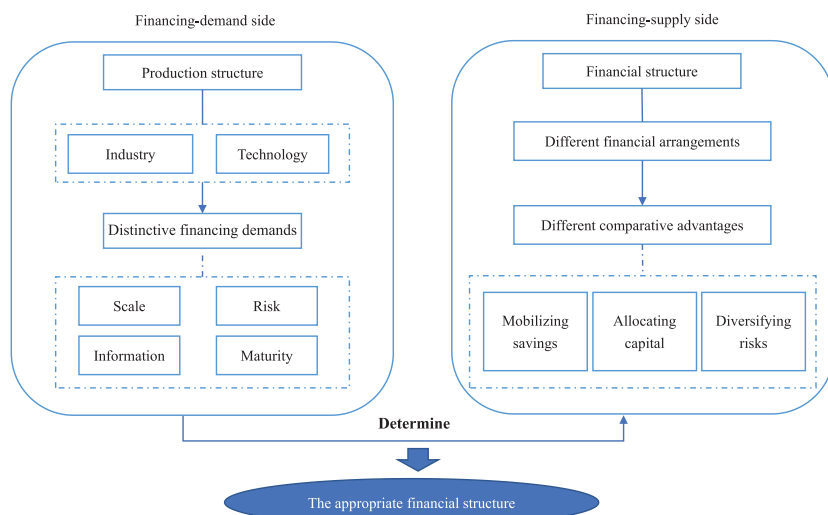 Financing-demand side
Production structure
Industry
Technology
Distinctive financing demands
Scale
Risk
Information
Maturity
Financing-supply side
Financial structure
Different financial arrangements
Different comparative advantages
Mobilizing
savings
Allocating
capital
Diversifying
risks
Determine
The appropriate financial structure